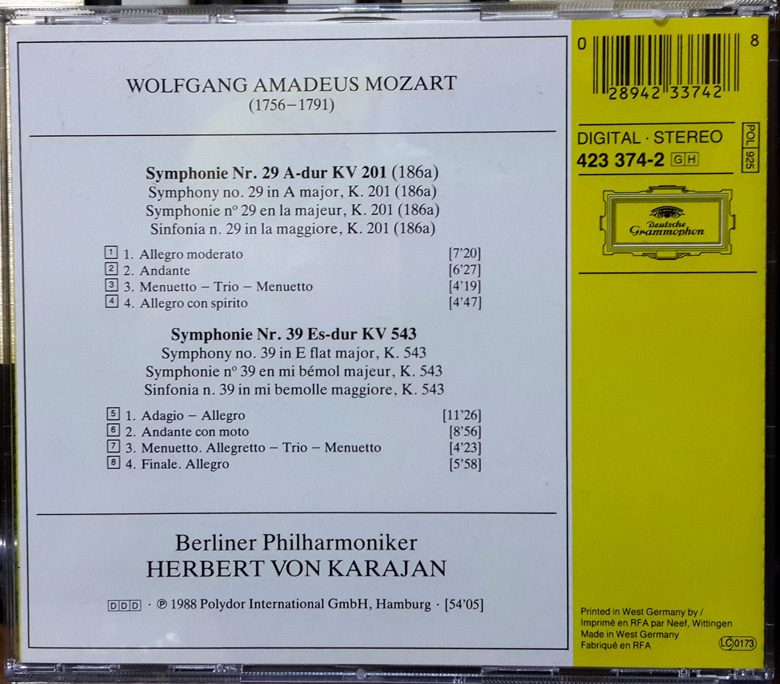 WOLFGANG AMADEUS MOZART
(1756–1791)
Symphonie Nr. 29 A-dur KV 201 (186a)
Symphony no. 29 in A major, K. 201 (186a)
Symphonie nº 29 en la majeur, K. 201 (186a)
Sinfonia n. 29 in la maggiore, K. 201 (186a)
1 1. Allegro moderato [7'20]
2 2. Andante [6'27]
3 3. Menuetto – Trio – Menuetto [4'19]
4 4. Allegro con spirito [4'47]
Symphonie Nr. 39 Es-dur KV 543
Symphony no. 39 in E flat major, K. 543
Symphonie nº 39 en mi bémol majeur, K. 543
Sinfonia n. 39 in mi bemolle maggiore, K. 543
5 1. Adagio – Allegro [11'26]
6 2. Andante con moto [8'56]
7 3. Menuetto. Allegretto – Trio – Menuetto [4'23]
8 4. Finale. Allegro [5'58]
Berliner Philharmoniker
HERBERT VON KARAJAN
DDD · ℗ 1988 Polydor International GmbH, Hamburg · [54'05]
0 28942 33742 8
DIGITAL · STEREO
423 374-2 GH
POL 925
Deutsche
Grammophon
Printed in West Germany by /
Imprimé en RFA par Neef, Wittingen
Made in West Germany
Fabriqué en RFA
LC 0173